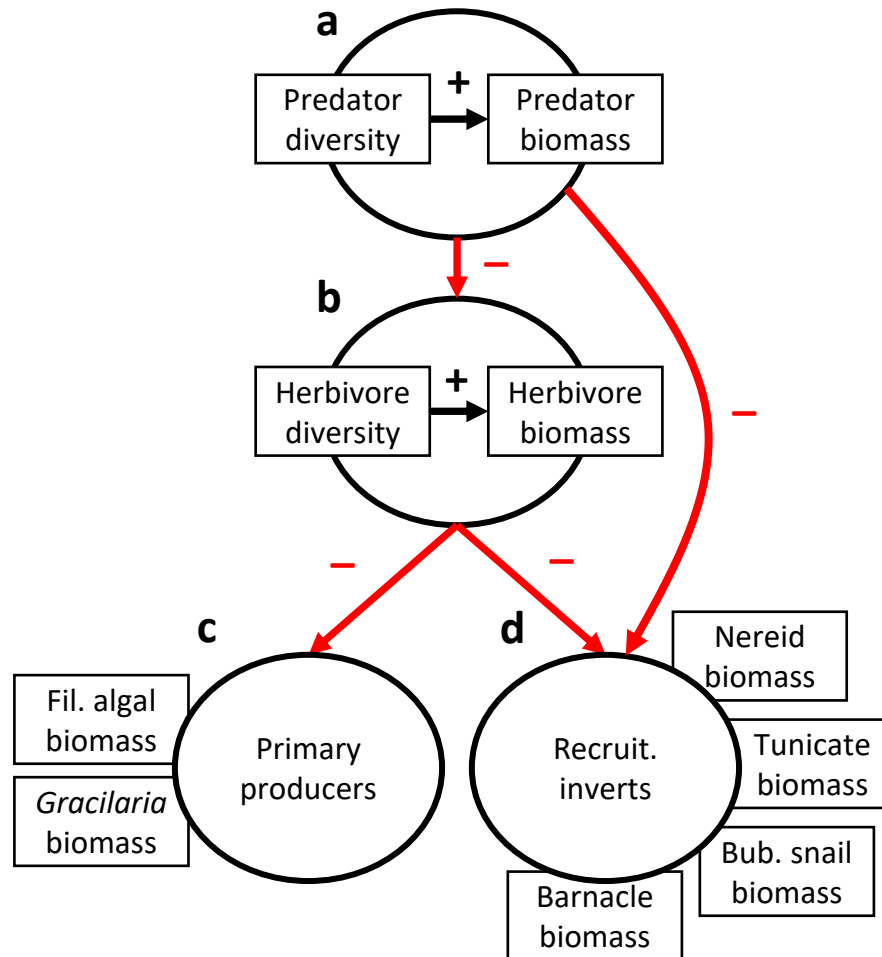 a
+
Predator
diversity
Predator
biomass
–
b
+
Herbivore
diversity
Herbivore
biomass
–
–
–
c
d
Nereid
biomass
Fil. algal
biomass
Primary
producers
Recruit.
inverts
Tunicate
biomass
Gracilaria
biomass
Bub. snail
biomass
Barnacle
biomass